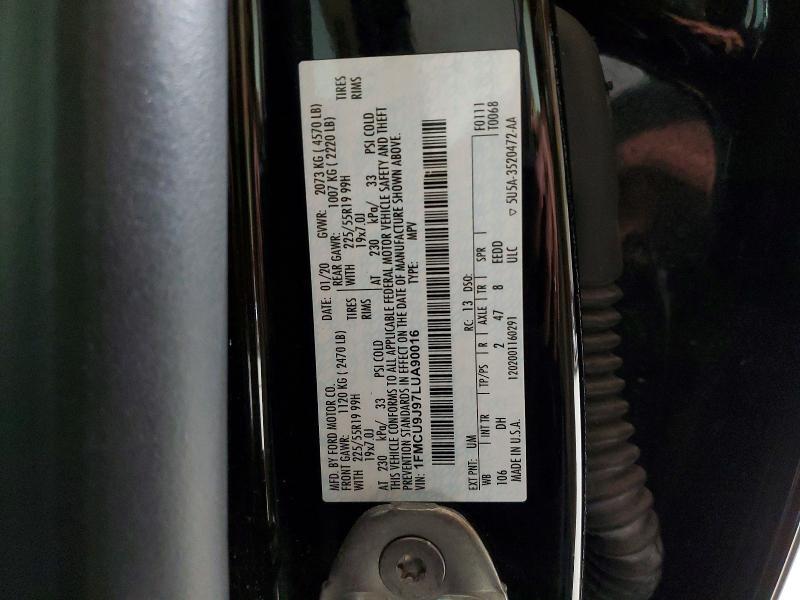 MFD. BY FORD MOTOR CO. DATE: 01/20 GVWR: 2073 KG ( 4570 LB)
FRONT GAWR: 1120 KG ( 2470 LB) REAR GAWR: 1007 KG ( 2220 LB)
WITH 225/55R19 99H TIRES WITH 225/55R19 99H TIRES
19x7.0J RIMS 19x7.0J RIMS
AT 230 kPa/ 33 PSI COLD AT 230 kPa/ 33 PSI COLD
THIS VEHICLE CONFORMS TO ALL APPLICABLE FEDERAL MOTOR VEHICLE SAFETY AND THEFT
PREVENTION STANDARDS IN EFFECT ON THE DATE OF MANUFACTURE SHOWN ABOVE.
VIN: 1FMCU9J97LUA90016 TYPE: MPV
EXT PNT: UM RC: 13 DSO: F0111
WB INT TR TP/PS R AXLE TR SPR T0068
106 DH 2 47 8 EEDD
MADE IN U.S.A. 1202001160291 ULC ▽ 5U5A-3520472-AA